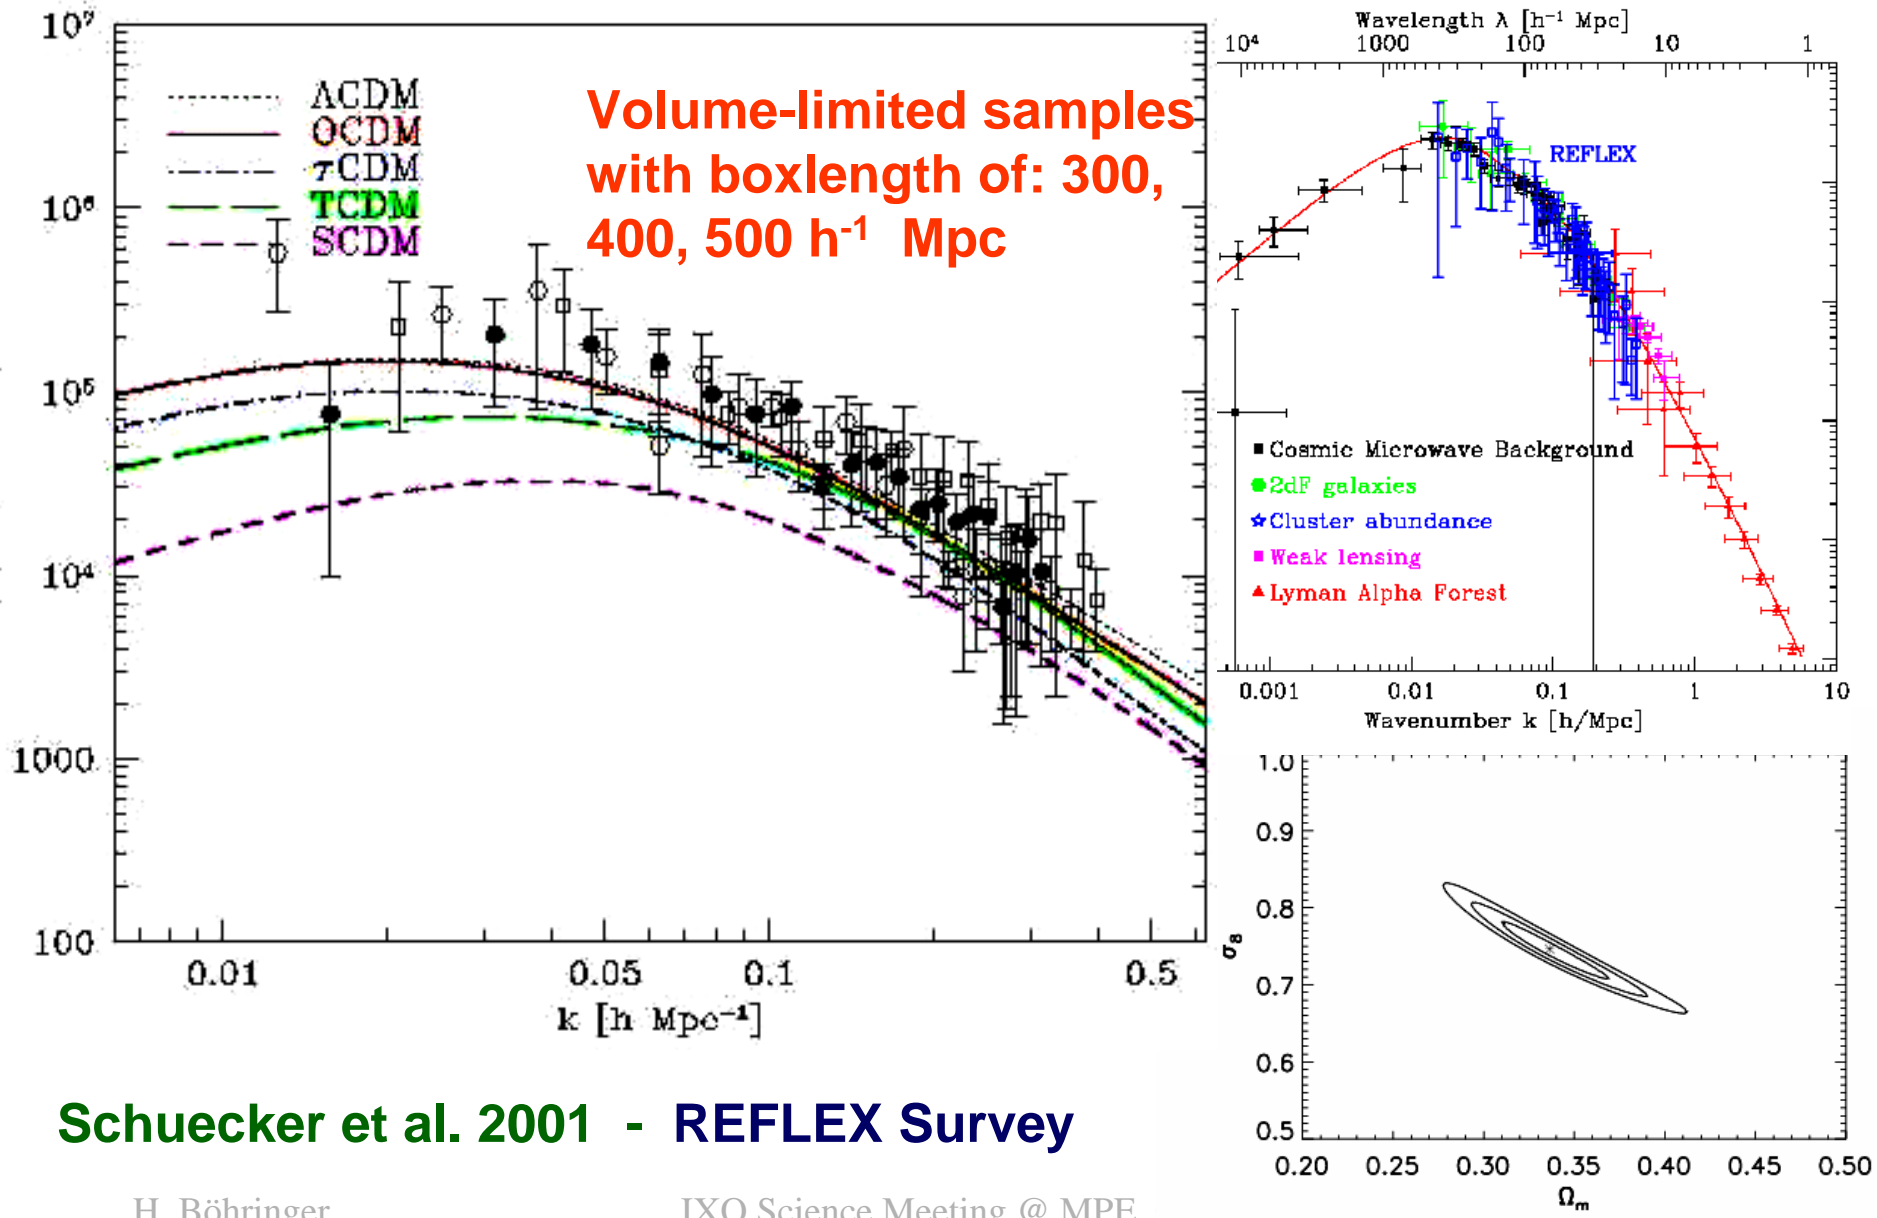 10⁷
10⁶
10⁵
10⁴
1000
100
ΛCDM
OCDM
τCDM
TCDM
SCDM
Volume-limited samples
with boxlength of: 300,
400, 500 h⁻¹ Mpc
0.01 0.05 0.1 0.5
k [h Mpc⁻¹]
Wavelength λ [h⁻¹ Mpc]
10⁴ 1000 100 10 1
REFLEX
Cosmic Microwave Background
2dF galaxies
Cluster abundance
Weak lensing
Lyman Alpha Forest
0.001 0.01 0.1 1 10
Wavenumber k [h/Mpc]
1.0
0.9
0.8
σ₈
0.7
0.6
0.5
0.20 0.25 0.30 0.35 0.40 0.45 0.50
Ωₘ
Schuecker et al. 2001 - REFLEX Survey
H. Böhringer IXO Science Meeting @ MPE